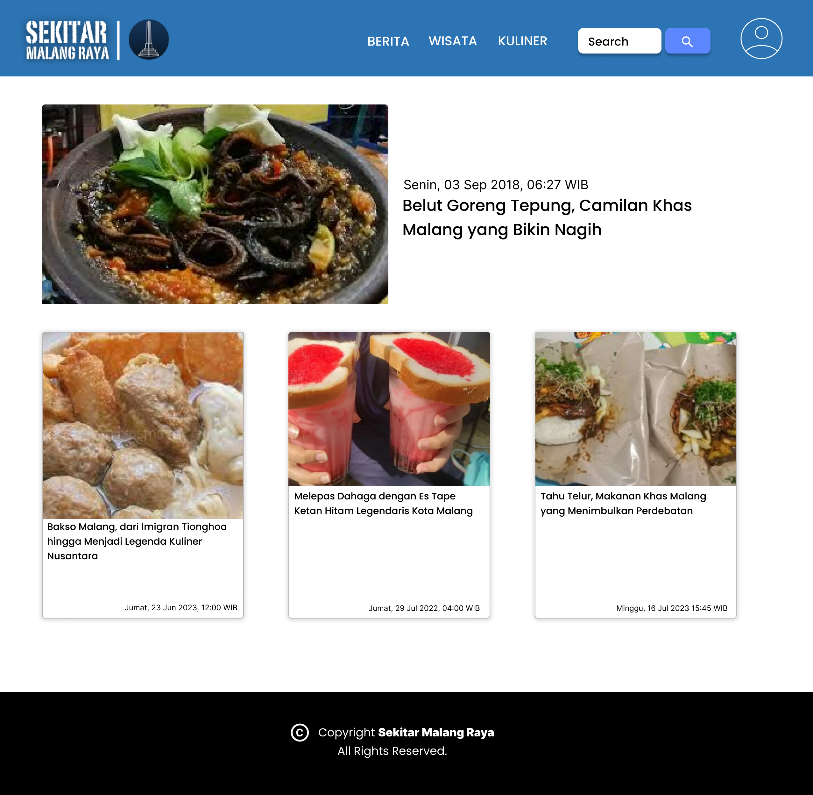 SEKITAR
MALANG RAYA
BERITA
WISATA
KULINER
Search
Senin, 03 Sep 2018, 06:27 WIB
Belut Goreng Tepung, Camilan Khas
Malang yang Bikin Nagih
Bakso Malang, dari Imigran Tionghoa
hingga Menjadi Legenda Kuliner
Nusantara
Jumat, 23 Jun 2023, 12:00 WIB
Melepas Dahaga dengan Es Tape
Ketan Hitam Legendaris Kota Malang
Jumat, 29 Jul 2022, 04:00 WIB
Tahu Telur, Makanan Khas Malang
yang Menimbulkan Perdebatan
Minggu, 16 Jul 2023 15:45 WIB
© Copyright Sekitar Malang Raya
All Rights Reserved.